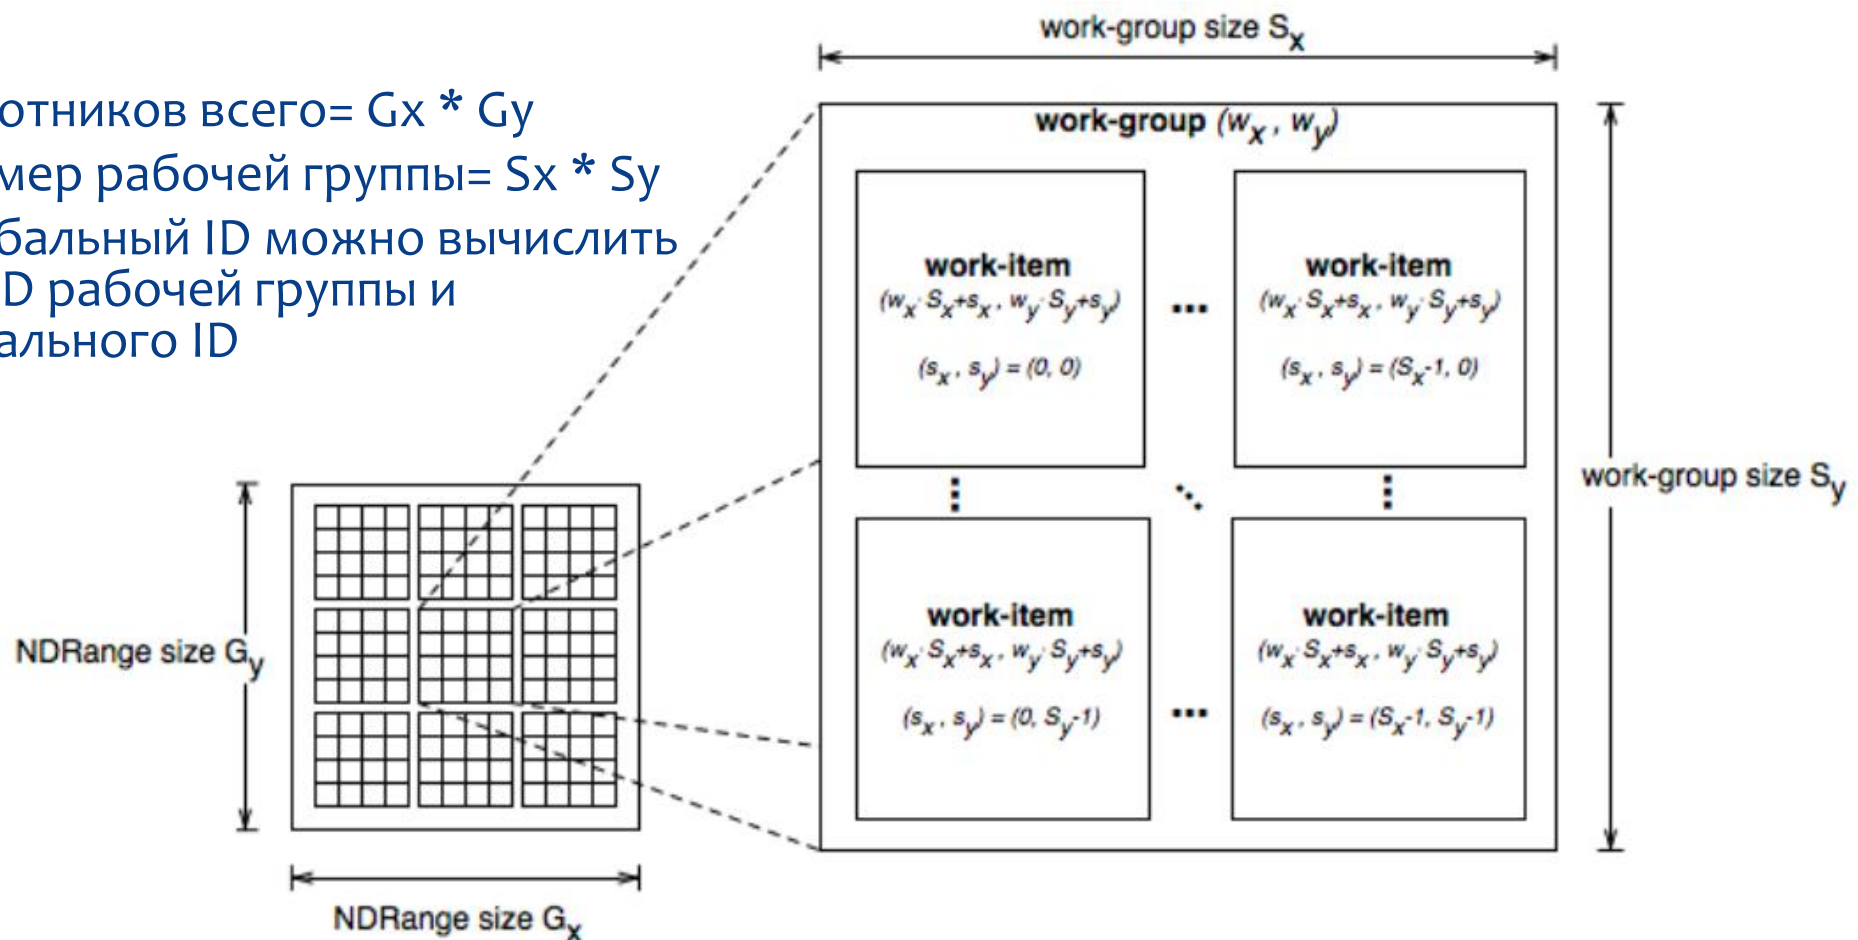 отников всего= Gx * Gy
мер рабочей группы= Sx * Sy
бальный ID можно вычислить
D рабочей группы и
ального ID
work-group size Sx
work-group (wx , wy)
work-item
(wx· Sx+sx , wy· Sy+sy)
(sx , sy) = (0, 0)
...
work-item
(wx· Sx+sx , wy· Sy+sy)
(sx , sy) = (Sx-1, 0)
work-group size Sy
work-item
(wx· Sx+sx , wy· Sy+sy)
(sx , sy) = (0, Sy-1)
...
work-item
(wx· Sx+sx , wy· Sy+sy)
(sx , sy) = (Sx-1, Sy-1)
NDRange size Gy
NDRange size Gx